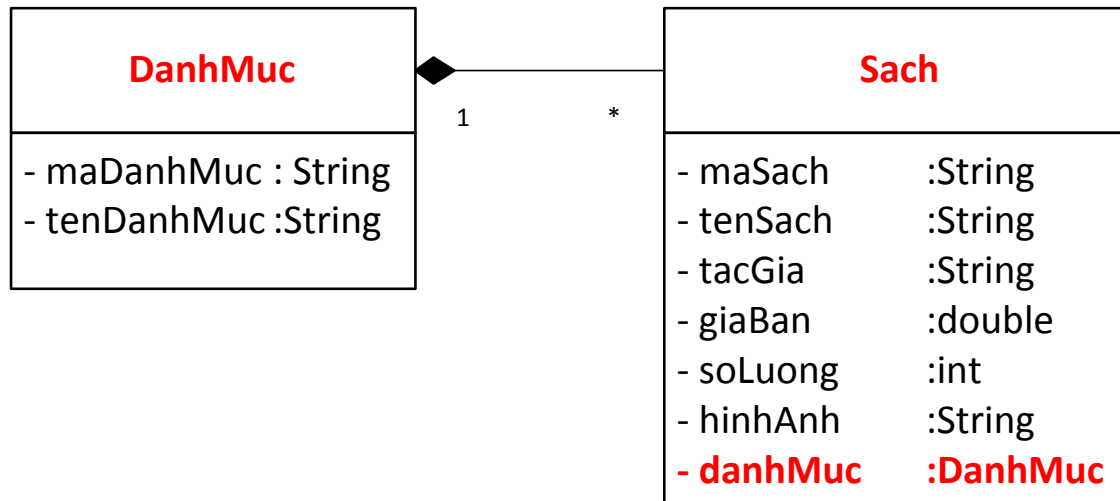 DanhMuc
- maDanhMuc : String
- tenDanhMuc :String
1
*
Sach
- maSach :String
- tenSach :String
- tacGia :String
- giaBan :double
- soLuong :int
- hinhAnh :String
- danhMuc :DanhMuc